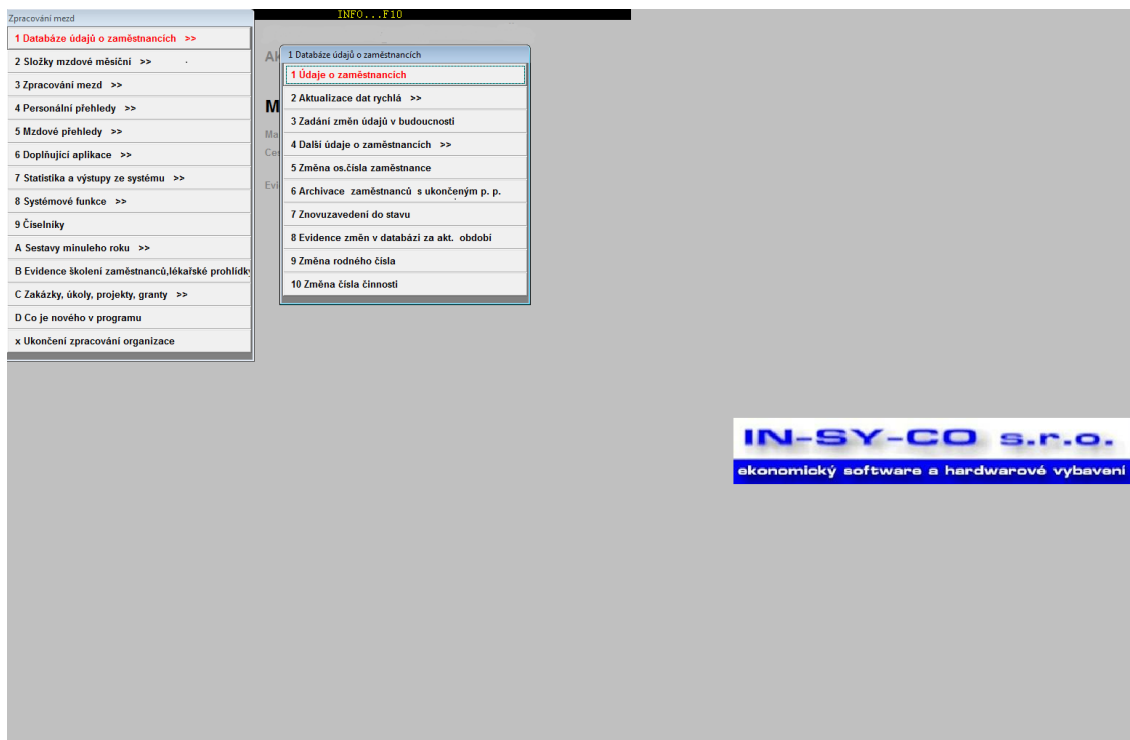 Zpracování mezd
INFO...F10
1 Databáze údajů o zaměstnancích >>
2 Složky mzdové měsíční >>
3 Zpracování mezd >>
4 Personální přehledy >>
5 Mzdové přehledy >>
6 Doplňující aplikace >>
7 Statistika a výstupy ze systému >>
8 Systémové funkce >>
9 Číselníky
A Sestavy minuleho roku >>
B Evidence školení zaměstnanců,lékařské prohlídky
C Zakázky, úkoly, projekty, granty >>
D Co je nového v programu
x Ukončení zpracování organizace
1 Databáze údajů o zaměstnancích
1 Údaje o zaměstnancích
2 Aktualizace dat rychlá >>
3 Zadání změn údajů v budoucnosti
4 Další údaje o zaměstnancích >>
5 Změna os.čísla zaměstnance
6 Archivace zaměstnanců s ukončeným p. p.
7 Znovuzavedení do stavu
8 Evidence změn v databázi za akt. období
9 Změna rodného čísla
10 Změna čísla činnosti
IN-SY-CO s.r.o.
ekonomický software a hardwarové vybavení